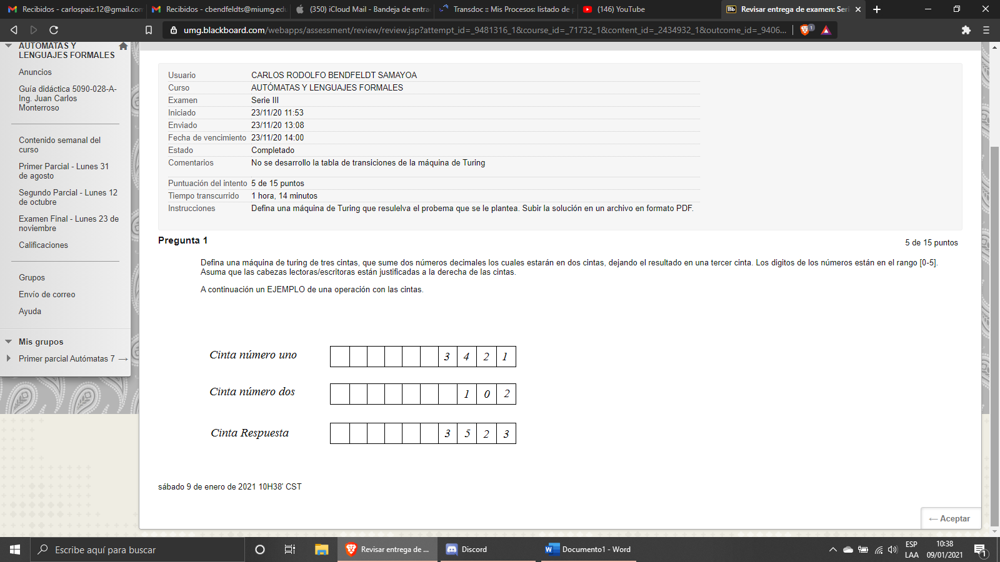 Recibidos - carlospaiz.12@gmail.con
Recibidos - cbendfeldts@miumg.edu
(350) iCloud Mail - Bandeja de entra
Transdoc :: Mis Procesos: listado de p
(146) YouTube
Bb Revisar entrega de examen: Seri
umg.blackboard.com/webapps/assessment/review/review.jsp?attempt_id=_9481316_1&course_id=_71732_1&content_id=_2434932_1&outcome_id=_9406...
1
AUTÓMATAS Y
LENGUAJES FORMALES
Anuncios
Guía didáctica 5090-028-A-
Ing. Juan Carlos
Monterroso
Contenido semanal del
curso
Primer Parcial - Lunes 31
de agosto
Segundo Parcial - Lunes 12
de octubre
Examen Final - Lunes 23 de
noviembre
Calificaciones
Grupos
Envío de correo
Ayuda
Mis grupos
Primer parcial Autómatas 7
Usuario CARLOS RODOLFO BENDFELDT SAMAYOA
Curso AUTÓMATAS Y LENGUAJES FORMALES
Examen Serie III
Iniciado 23/11/20 11:53
Enviado 23/11/20 13:08
Fecha de vencimiento 23/11/20 14:00
Estado Completado
Comentarios No se desarrollo la tabla de transiciones de la máquina de Turing
Puntuación del intento 5 de 15 puntos
Tiempo transcurrido 1 hora, 14 minutos
Instrucciones Defina una máquina de Turing que resulelva el probema que se le plantea. Subir la solución en un archivo en formato PDF.
Pregunta 1
5 de 15 puntos
Defina una máquina de turing de tres cintas, que sume dos números decimales los cuales estarán en dos cintas, dejando el resultado en una tercer cinta. Los digitos de los números están en el rango [0-5].
Asuma que las cabezas lectoras/escritoras están justificadas a la derecha de las cintas.
A continuación un EJEMPLO de una operación con las cintas.
Cinta número uno 3 4 2 1
Cinta número dos 1 0 2
Cinta Respuesta 3 5 2 3
sábado 9 de enero de 2021 10H38' CST
← Aceptar
Escribe aquí para buscar
Revisar entrega de ...
Discord
Documento1 - Word
ESP
LAA
10:38
09/01/2021
1